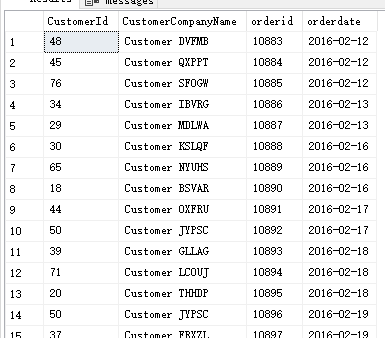 Results messages
CustomerId CustomerCompanyName orderid orderdate
1 48 Customer DVFMB 10883 2016-02-12
2 45 Customer QXPPT 10884 2016-02-12
3 76 Customer SFOGW 10885 2016-02-12
4 34 Customer IBVRG 10886 2016-02-13
5 29 Customer MDLWA 10887 2016-02-13
6 30 Customer KSLQF 10888 2016-02-16
7 65 Customer NYUHS 10889 2016-02-16
8 18 Customer BSVAR 10890 2016-02-16
9 44 Customer OXFRU 10891 2016-02-17
10 50 Customer JYPSC 10892 2016-02-17
11 39 Customer GLLAG 10893 2016-02-18
12 71 Customer LCOUJ 10894 2016-02-18
13 20 Customer THHDP 10895 2016-02-18
14 50 Customer JYPSC 10896 2016-02-19
15 37 Customer FRXZL 10897 2016-02-19